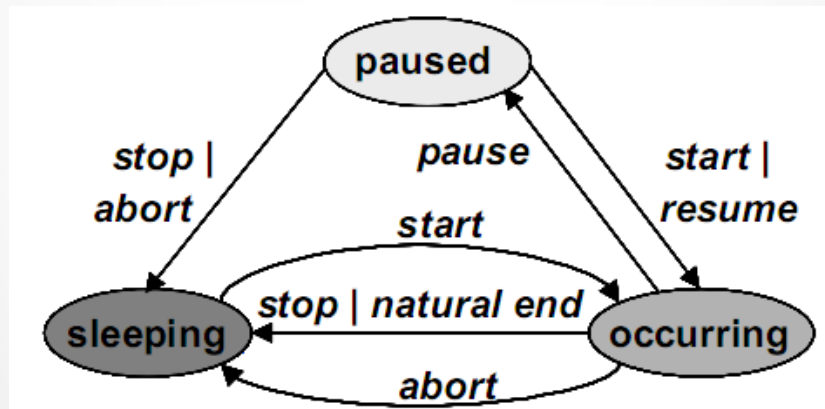 paused
stop |
abort
pause
start |
resume
start
stop | natural end
sleeping
occurring
abort